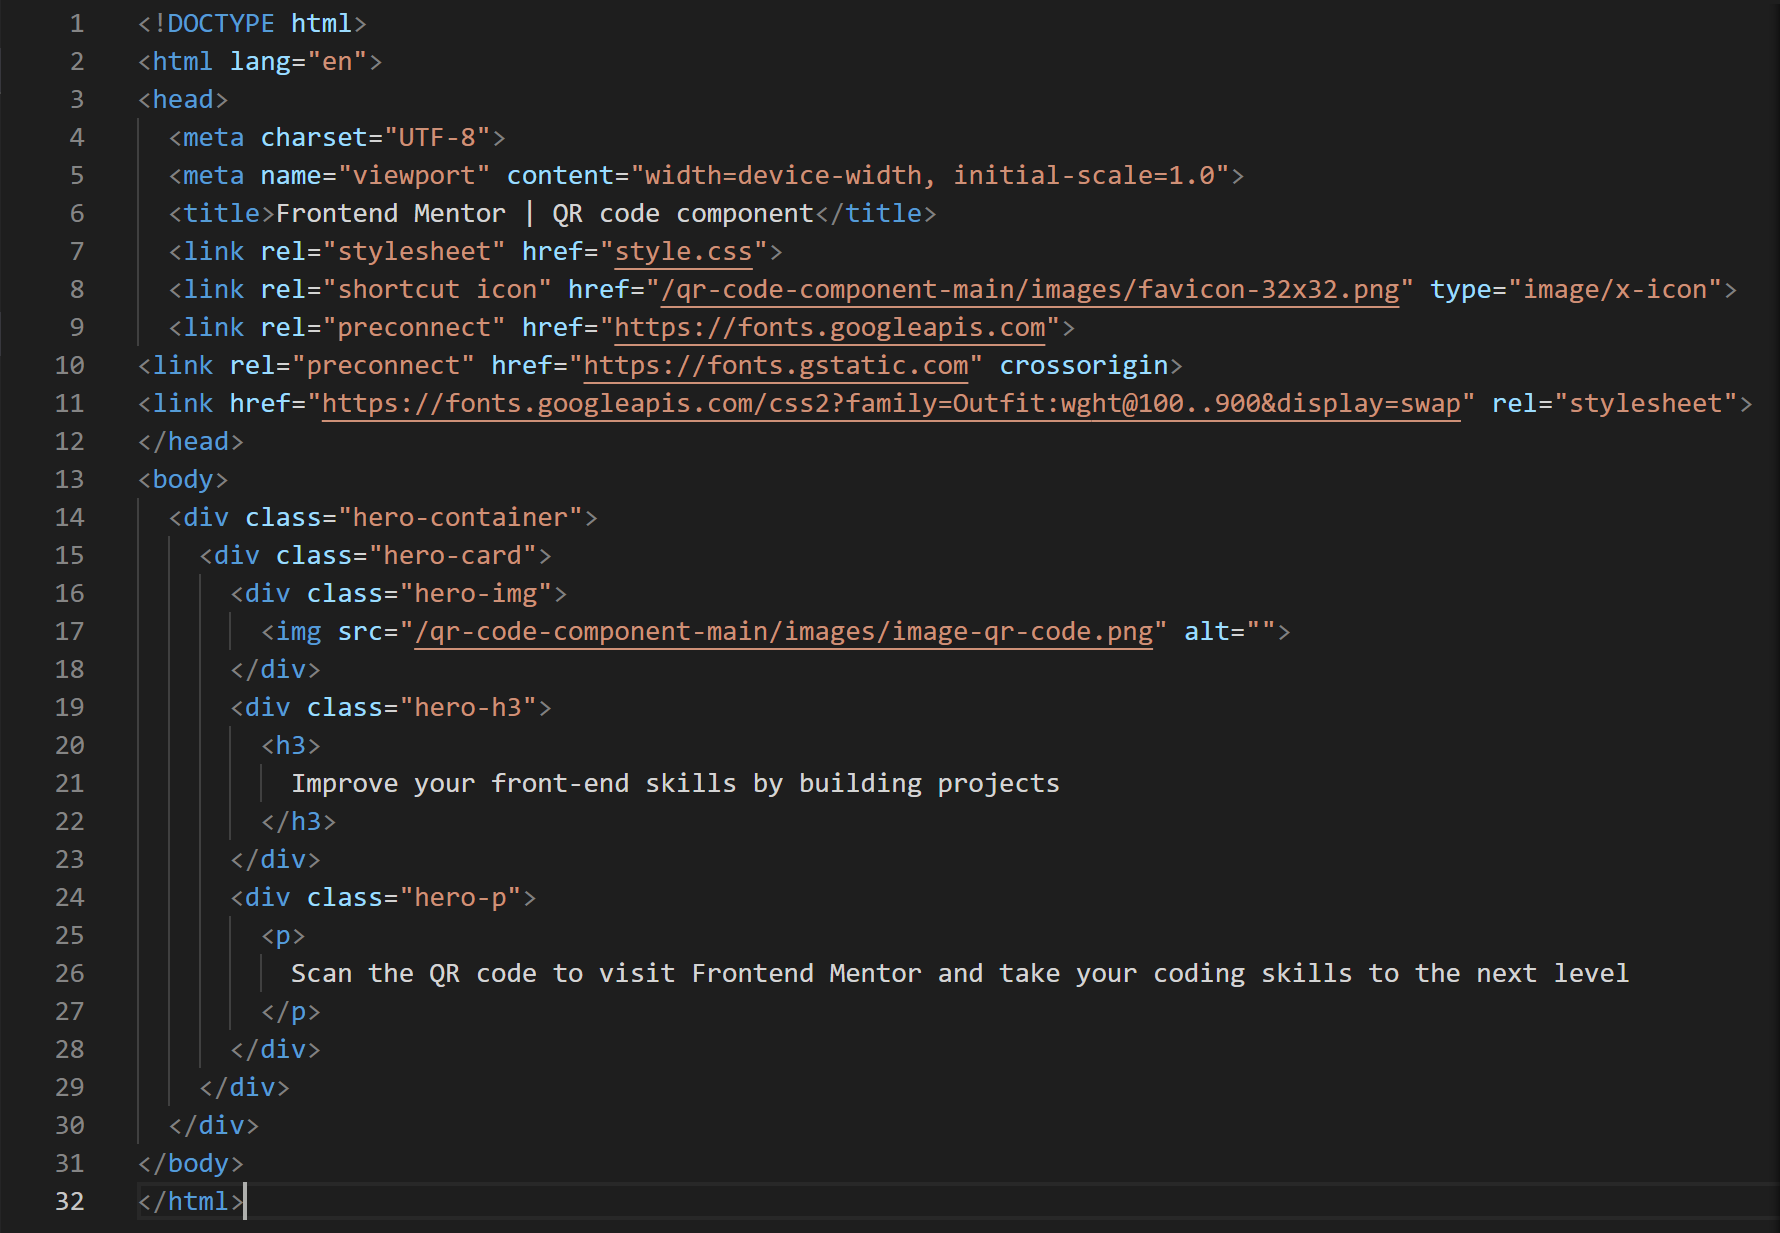 1 <!DOCTYPE html>
2 <html lang="en">
3 <head>
4   <meta charset="UTF-8">
5   <meta name="viewport" content="width=device-width, initial-scale=1.0">
6   <title>Frontend Mentor | QR code component</title>
7   <link rel="stylesheet" href="style.css">
8   <link rel="shortcut icon" href="/qr-code-component-main/images/favicon-32x32.png" type="image/x-icon">
9   <link rel="preconnect" href="https://fonts.googleapis.com">
10 <link rel="preconnect" href="https://fonts.gstatic.com" crossorigin>
11 <link href="https://fonts.googleapis.com/css2?family=Outfit:wght@100..900&display=swap" rel="stylesheet">
12 </head>
13 <body>
14   <div class="hero-container">
15     <div class="hero-card">
16       <div class="hero-img">
17         <img src="/qr-code-component-main/images/image-qr-code.png" alt="">
18       </div>
19       <div class="hero-h3">
20         <h3>
21           Improve your front-end skills by building projects
22         </h3>
23       </div>
24       <div class="hero-p">
25         <p>
26           Scan the QR code to visit Frontend Mentor and take your coding skills to the next level
27         </p>
28       </div>
29     </div>
30   </div>
31 </body>
32 </html>